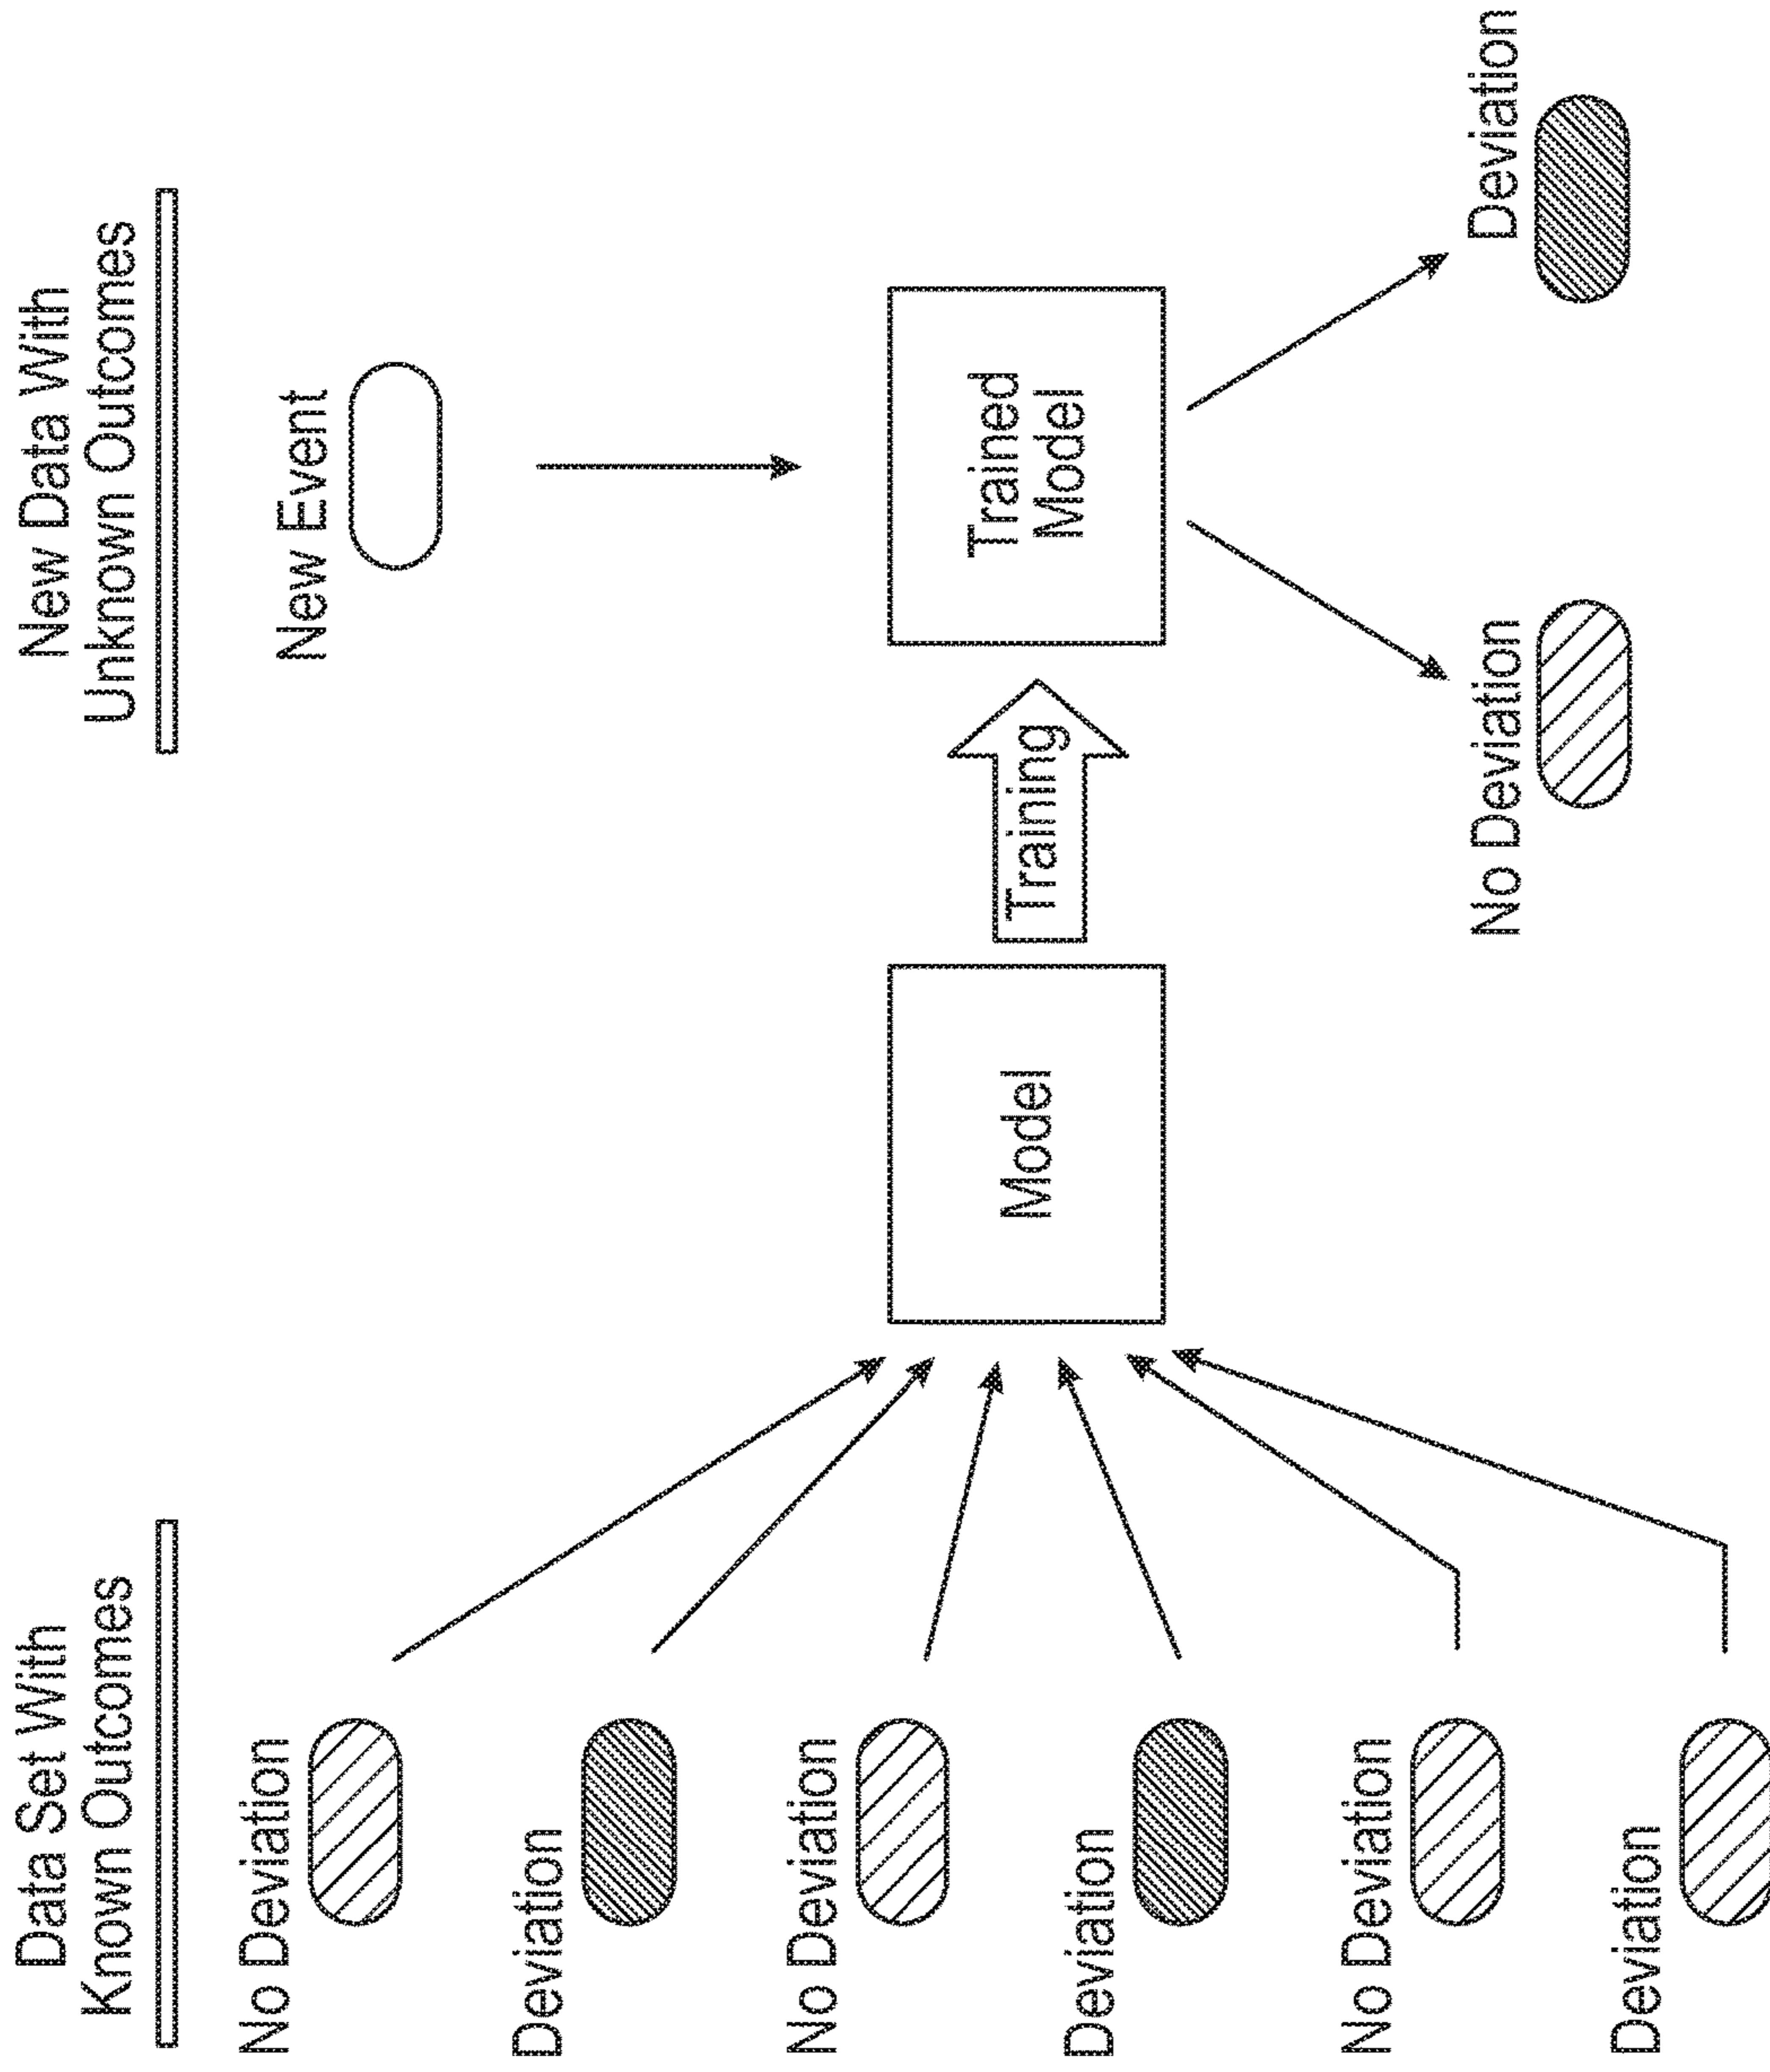 Data Set With
Known Outcomes
No Deviation
Deviation
No Deviation
Deviation
No Deviation
Deviation
Model
Training
New Data With
Unknown Outcomes
New Event
Trained
Model
No Deviation
Deviation